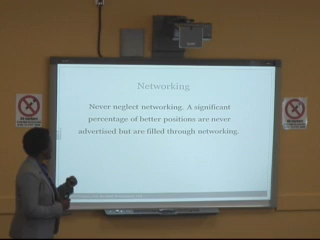 Networking
Never neglect networking. A significant
percentage of better positions are never
advertised but are filled through networking.